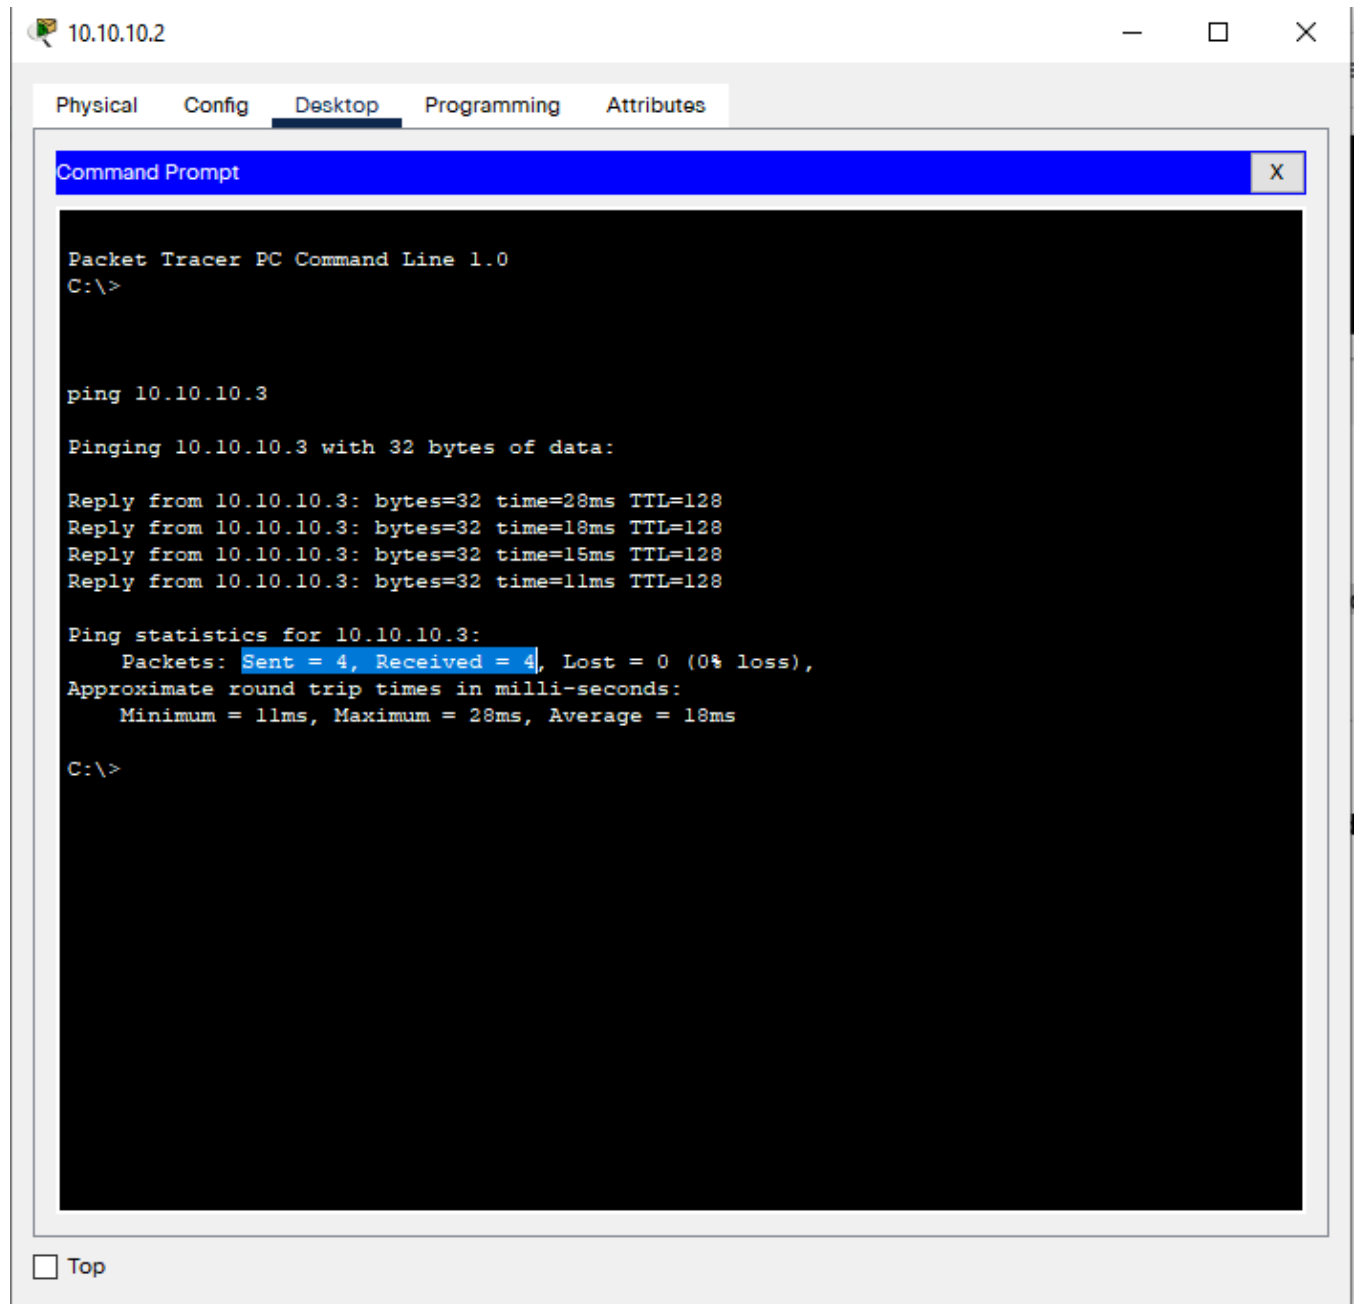 10.10.10.2
Physical Config Desktop Programming Attributes
Command Prompt X
Packet Tracer PC Command Line 1.0
C:\>
ping 10.10.10.3
Pinging 10.10.10.3 with 32 bytes of data:
Reply from 10.10.10.3: bytes=32 time=28ms TTL=128
Reply from 10.10.10.3: bytes=32 time=18ms TTL=128
Reply from 10.10.10.3: bytes=32 time=15ms TTL=128
Reply from 10.10.10.3: bytes=32 time=11ms TTL=128
Ping statistics for 10.10.10.3:
Packets: Sent = 4, Received = 4, Lost = 0 (0% loss),
Approximate round trip times in milli-seconds:
Minimum = 11ms, Maximum = 28ms, Average = 18ms
C:\>
Top